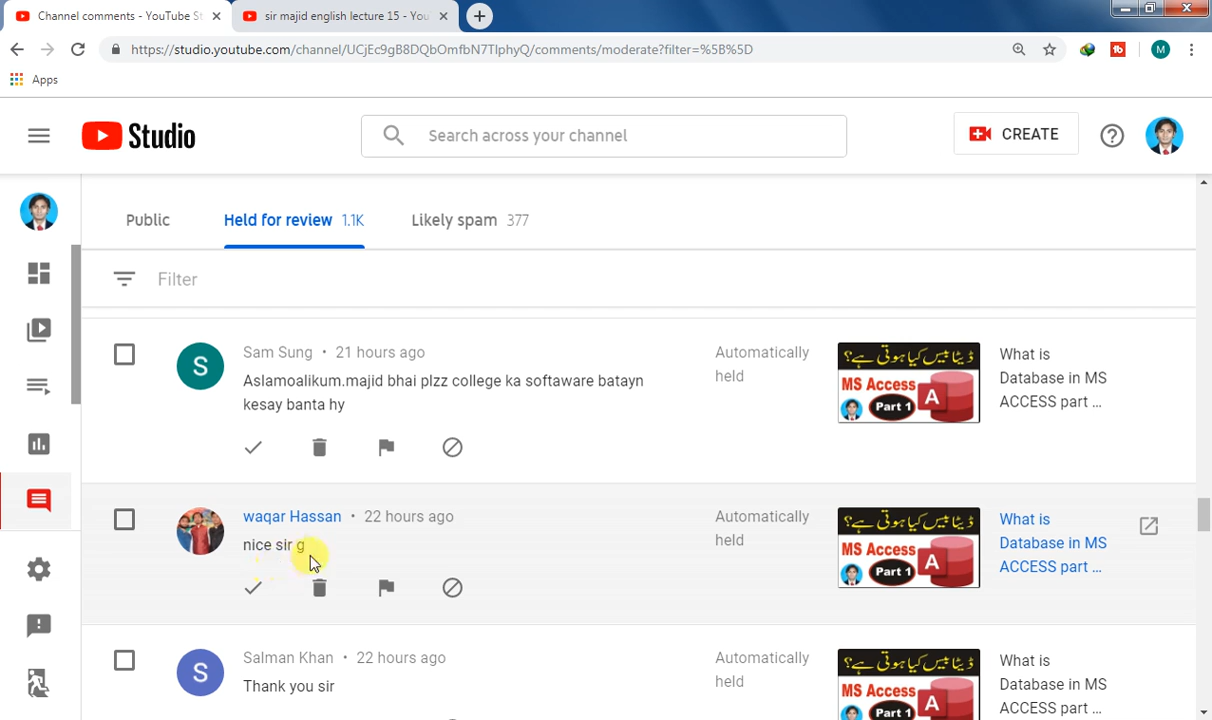 Channel comments - YouTube St
sir majid english lecture 15 - You
https://studio.youtube.com/channel/UCjEc9gB8DQbOmfbN7TlphyQ/comments/moderate?filter=%5B%5D
M
Apps
Studio
Search across your channel
CREATE
Public
Held for review 1.1K
Likely spam 377
Filter
S
Sam Sung • 21 hours ago
Aslamoalikum.majid bhai plzz college ka softaware batayn
kesay banta hy
Automatically
held
ڈیٹا بیس کیا ہوتی ہے؟
MS Access
Part 1
A
What is
Database in MS
ACCESS part ...
waqar Hassan • 22 hours ago
nice sir g
Automatically
held
ڈیٹا بیس کیا ہوتی ہے؟
MS Access
Part 1
A
What is
Database in MS
ACCESS part ...
S
Salman Khan • 22 hours ago
Thank you sir
Automatically
held
ڈیٹا بیس کیا ہوتی ہے؟
MS Access
Part 1
A
What is
Database in MS
ACCESS part ...